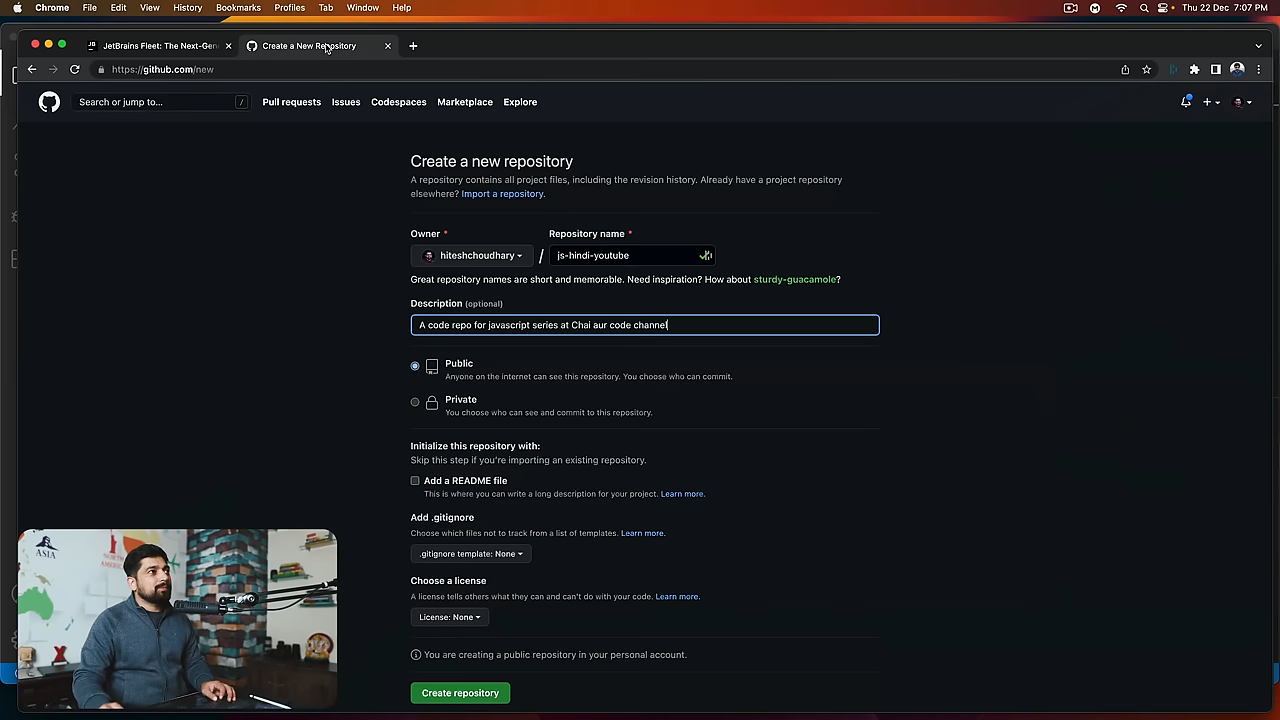 Chrome File Edit View History Bookmarks Profiles Tab Window Help Thu 22 Dec 7:07 PM
JetBrains Fleet: The Next-Gen Create a New Repository
https://github.com/new
Search or jump to... / Pull requests Issues Codespaces Marketplace Explore
Create a new repository
A repository contains all project files, including the revision history. Already have a project repository
elsewhere? Import a repository.
Owner * Repository name *
hiteshchoudhary / js-hindi-youtube
Great repository names are short and memorable. Need inspiration? How about sturdy-guacamole?
Description (optional)
A code repo for javascript series at Chai aur code channel
Public
Anyone on the internet can see this repository. You choose who can commit.
Private
You choose who can see and commit to this repository.
Initialize this repository with:
Skip this step if you're importing an existing repository.
Add a README file
This is where you can write a long description for your project. Learn more.
Add .gitignore
Choose which files not to track from a list of templates. Learn more.
.gitignore template: None
Choose a license
A license tells others what they can and can't do with your code. Learn more.
License: None
You are creating a public repository in your personal account.
Create repository
ASIA
NORTH
AMERICA